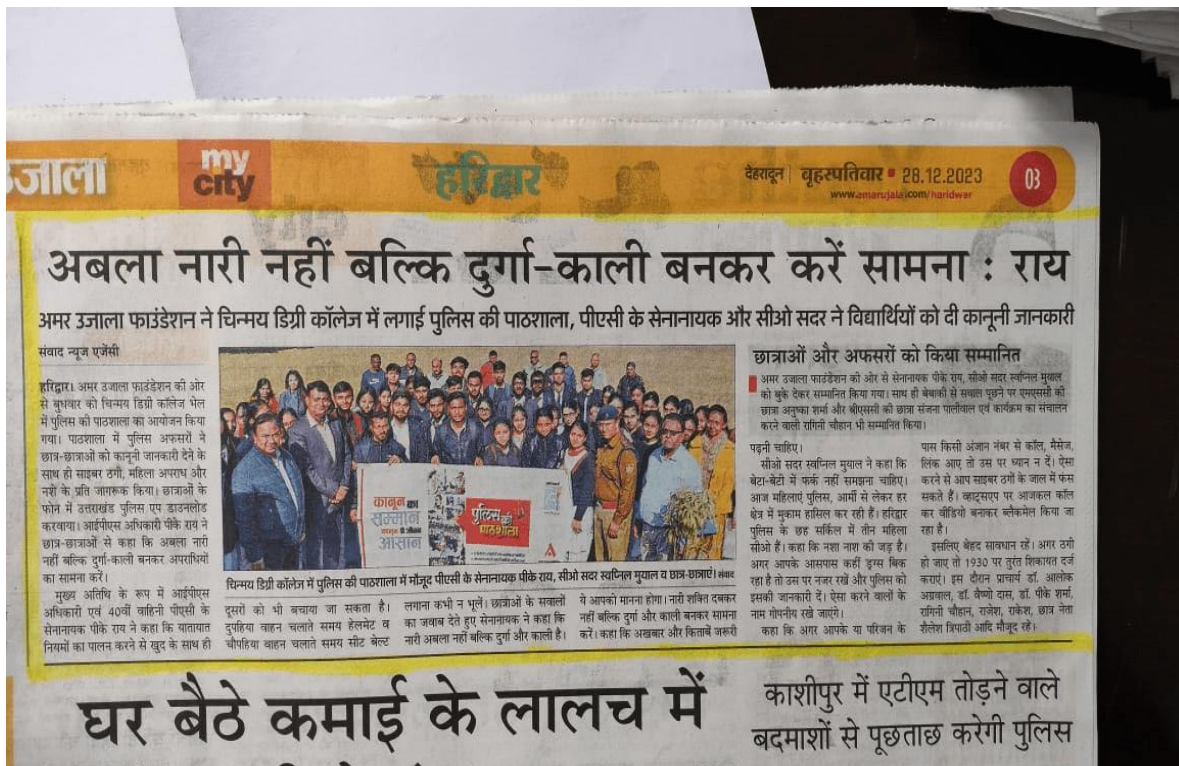 उजाला
my
city
हरिद्वार
देहरादून | बृहस्पतिवार ▪ 28.12.2023
www.amarujala.com/haridwar
03
अबला नारी नहीं बल्कि दुर्गा-काली बनकर करें सामना : राय
अमर उजाला फाउंडेशन ने चिन्मय डिग्री कॉलेज में लगाई पुलिस की पाठशाला, पीएसी के सेनानायक और सीओ सदर ने विद्यार्थियों को दी कानूनी जानकारी
संवाद न्यूज एजेंसी
हरिद्वार। अमर उजाला फाउंडेशन की ओर
से बुधवार को चिन्मय डिग्री कॉलेज भेल
में पुलिस की पाठशाला का आयोजन किया
गया। पाठशाला में पुलिस अफसरों ने
छात्र-छात्राओं को कानूनी जानकारी देने के
साथ ही साइबर ठगी, महिला अपराध और
नशे के प्रति जागरूक किया। छात्राओं के
फोन में उत्तराखंड पुलिस एप डाउनलोड
करवाया। आईपीएस अधिकारी पीके राय ने
छात्र-छात्राओं से कहा कि अबला नारी
नहीं बल्कि दुर्गा-काली बनकर अपराधियों
का सामना करें।
मुख्य अतिथि के रूप में आईपीएस
अधिकारी एवं 40वीं वाहिनी पीएसी के
सेनानायक पीके राय ने कहा कि यातायात
नियमों का पालन करने से खुद के साथ ही
कानून का
सम्मान
आसान
पुलिस की
पाठशाला
चिन्मय डिग्री कॉलेज में पुलिस की पाठशाला में मौजूद पीएसी के सेनानायक पीके राय, सीओ सदर स्वप्निल मुयाल व छात्र-छात्राएं। संवाद
दूसरों को भी बचाया जा सकता है।
दुपहिया वाहन चलाते समय हेलमेट व
चौपहिया वाहन चलाते समय सीट बेल्ट
लगाना कभी न भूलें। छात्राओं के सवालों
का जवाब देते हुए सेनानायक ने कहा कि
नारी अबला नहीं बल्कि दुर्गा और काली है।
ये आपको मानना होगा। नारी शक्ति दबकर
नहीं बल्कि दुर्गा और काली बनकर सामना
करें। कहा कि अखबार और किताबें जरूरी
छात्राओं और अफसरों को किया सम्मानित
अमर उजाला फाउंडेशन की ओर से सेनानायक पीके राय, सीओ सदर स्वप्निल मुयाल
को बुके देकर सम्मानित किया गया। साथ ही बेबाकी से सवाल पूछने पर एमएससी की
छात्रा अनुष्का शर्मा और बीएससी की छात्रा संजना पालीवाल एवं कार्यक्रम का संचालन
करने वाली रागिनी चौहान भी सम्मानित किया।
पढ़नी चाहिए।
सीओ सदर स्वप्निल मुयाल ने कहा कि
बेटा-बेटी में फर्क नहीं समझना चाहिए।
आज महिलाएं पुलिस, आर्मी से लेकर हर
क्षेत्र में मुकाम हासिल कर रही हैं। हरिद्वार
पुलिस के छह सर्किल में तीन महिला
सीओ हैं। कहा कि नशा नाश की जड़ है।
अगर आपके आसपास कहीं ड्रग्स बिक
रहा है तो उस पर नजर रखें और पुलिस को
इसकी जानकारी दें। ऐसा करने वालों के
नाम गोपनीय रखे जाएंगे।
कहा कि अगर आपके या परिजन के
पास किसी अंजान नंबर से कॉल, मैसेज,
लिंक आए तो उस पर ध्यान न दें। ऐसा
करने से आप साइबर ठगों के जाल में फंस
सकते हैं। व्हाट्सएप पर आजकल कॉल
कर वीडियो बनाकर ब्लैकमेल किया जा
रहा है।
इसलिए बेहद सावधान रहें। अगर ठगी
हो जाए तो 1930 पर तुरंत शिकायत दर्ज
कराएं। इस दौरान प्राचार्य डॉ. आलोक
अग्रवाल, डॉ. वैष्णो दास, डॉ. पीके शर्मा,
रागिनी चौहान, राजेश, राकेश, छात्र नेता
शैलेश त्रिपाठी आदि मौजूद रहे।
घर बैठे कमाई के लालच में
काशीपुर में एटीएम तोड़ने वाले
बदमाशों से पूछताछ करेगी पुलिस